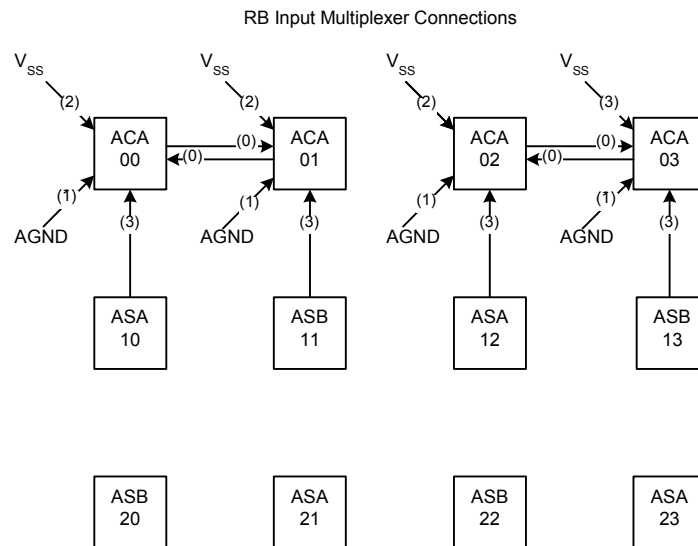 RB Input Multiplexer Connections
VSS
VSS
VSS
VSS
(2)
(2)
(2)
(3)
ACA
00
(0)
(0)
ACA
01
ACA
02
(0)
(0)
ACA
03
(1)
(1)
(1)
(1)
AGND
AGND
AGND
AGND
(3)
(3)
(3)
(3)
ASA
10
ASB
11
ASA
12
ASB
13
ASB
20
ASA
21
ASB
22
ASA
23